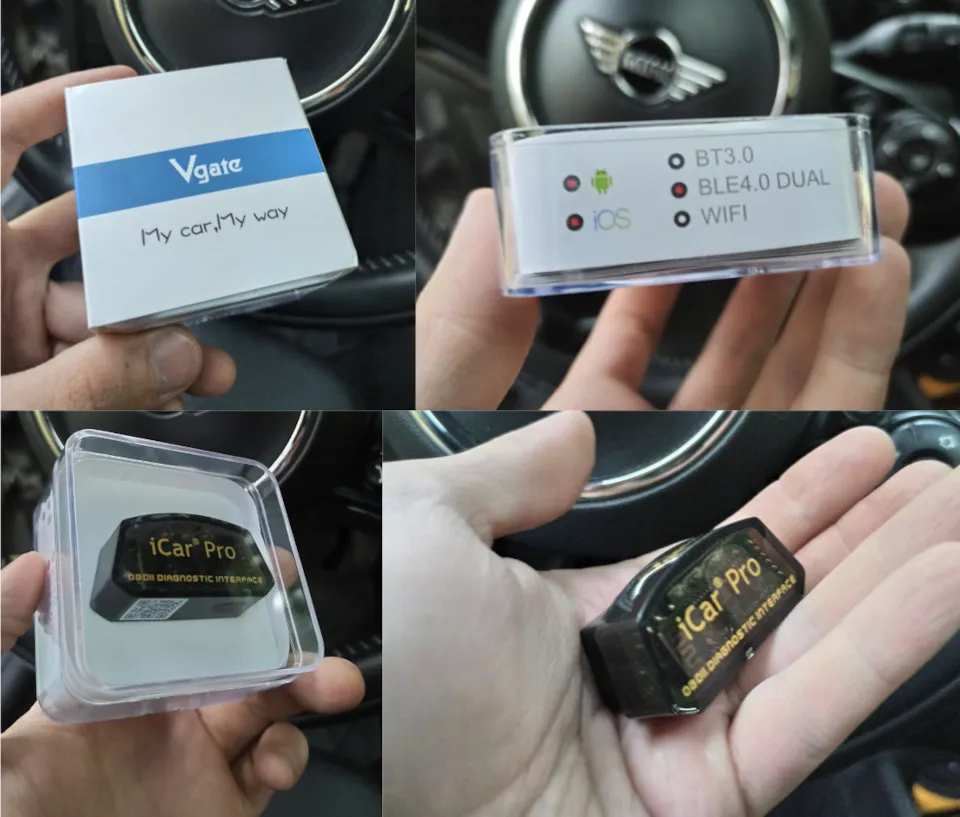 Vgate
My car,My way
BT3.0
BLE4.0 DUAL
iOS
WIFI
iCar® Pro
OBDII DIAGNOSTIC INTERFACE
iCar® Pro
OBDII DIAGNOSTIC INTERFACE